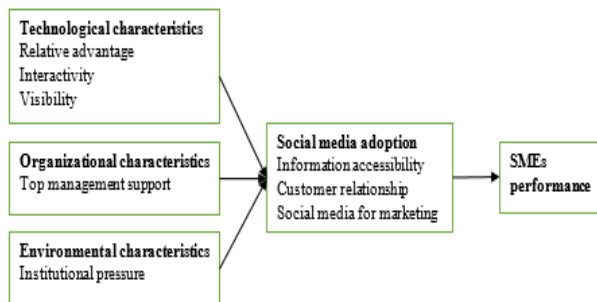 Technological characteristics
Relative advantage
Interactivity
Visibility
Organizational characteristics
Top management support
Environmental characteristics
Institutional pressure
Social media adoption
Information accessibility
Customer relationship
Social media for marketing
SMEs
performance